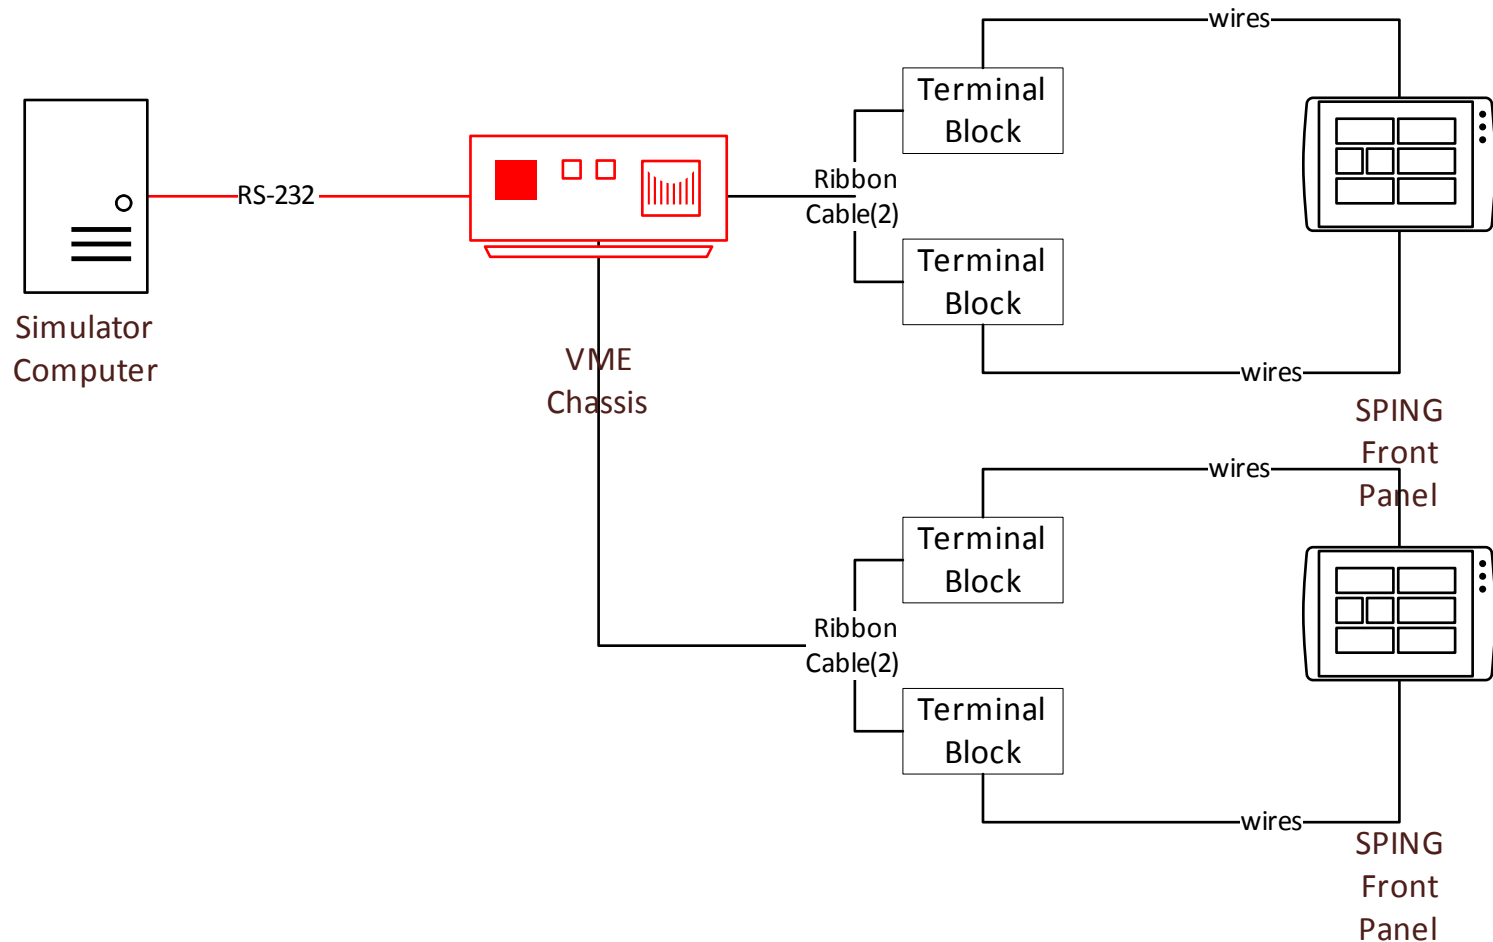 wires
Terminal
Block
RS-232
Ribbon
Cable(2)
Terminal
Block
Simulator
Computer
VME
Chassis
wires
SPING
Front
Panel
wires
Terminal
Block
Ribbon
Cable(2)
Terminal
Block
wires
SPING
Front
Panel